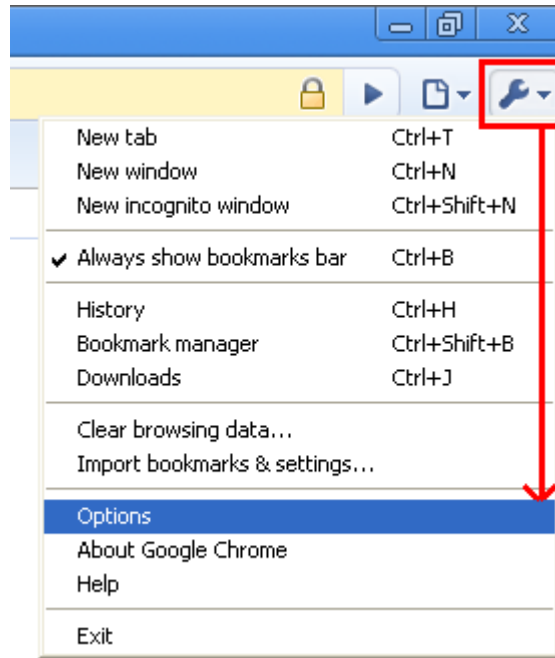 New tab Ctrl+T
New window Ctrl+N
New incognito window Ctrl+Shift+N
Always show bookmarks bar Ctrl+B
History Ctrl+H
Bookmark manager Ctrl+Shift+B
Downloads Ctrl+J
Clear browsing data...
Import bookmarks & settings...
Options
About Google Chrome
Help
Exit